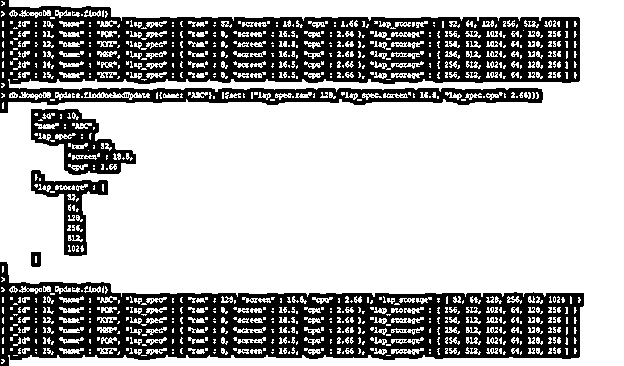 > db.MongoDB_Update.find()
{ "_id" : 10, "name" : "ABC", "lap_spec" : { "ram" : 32, "screen" : 18.5, "cpu" : 1.66 }, "lap_storage" : [ 32, 64, 128, 256, 512, 1024 ] }
{ "_id" : 11, "name" : "PQR", "lap_spec" : { "ram" : 8, "screen" : 16.5, "cpu" : 2.66 }, "lap_storage" : [ 256, 512, 1024, 64, 128, 256 ] }
{ "_id" : 12, "name" : "XYZ", "lap_spec" : { "ram" : 8, "screen" : 16.5, "cpu" : 2.66 }, "lap_storage" : [ 256, 512, 1024, 64, 128, 256 ] }
{ "_id" : 13, "name" : "lap_spec" : { "ram" : 8, "screen" : 16.5, "cpu" : 2.66 }, "lap_storage" : [ 256, 512, 1024, 64, 128, 256 ] }
{ "_id" : 14, "name" : "PQR", "lap_spec" : { "ram" : 8, "screen" : 16.5, "cpu" : 2.66 }, "lap_storage" : [ 256, 512, 1024, 64, 128, 256 ] }
{ "_id" : 15, "name" : "XYZ", "lap_spec" : { "ram" : 8, "screen" : 16.5, "cpu" : 2.66 }, "lap_storage" : [ 256, 512, 1024, 64, 128, 256 ] }
>
> db.MongoDB_Update.findOneAndUpdate ({name: "ABC"}, {$set: {"lap_spec.ram": 128, "lap_spec.screen": 16.8, "lap_spec.cpu": 2.66}})
{
"_id" : 10,
"name" : "ABC",
"lap_spec" : {
"ram" : 32,
"screen" : 18.5,
"cpu" : 1.66
},
"lap_storage" : [
32,
64,
128,
256,
512,
1024
]
}
>
> db.MongoDB_Update.find()
{ "_id" : 10, "name" : "ABC", "lap_spec" : { "ram" : 128, "screen" : 16.8, "cpu" : 2.66 }, "lap_storage" : [ 32, 64, 128, 256, 512, 1024 ] }
{ "_id" : 11, "name" : "PQR", "lap_spec" : { "ram" : 8, "screen" : 16.5, "cpu" : 2.66 }, "lap_storage" : [ 256, 512, 1024, 64, 128, 256 ] }
{ "_id" : 12, "name" : "XYZ", "lap_spec" : { "ram" : 8, "screen" : 16.5, "cpu" : 2.66 }, "lap_storage" : [ 256, 512, 1024, 64, 128, 256 ] }
{ "_id" : 13, "name" : "lap_spec" : { "ram" : 8, "screen" : 16.5, "cpu" : 2.66 }, "lap_storage" : [ 256, 512, 1024, 64, 128, 256 ] }
{ "_id" : 14, "name" : "PQR", "lap_spec" : { "ram" : 8, "screen" : 16.5, "cpu" : 2.66 }, "lap_storage" : [ 256, 512, 1024, 64, 128, 256 ] }
{ "_id" : 15, "name" : "XYZ", "lap_spec" : { "ram" : 8, "screen" : 16.5, "cpu" : 2.66 }, "lap_storage" : [ 256, 512, 1024, 64, 128, 256 ] }
>